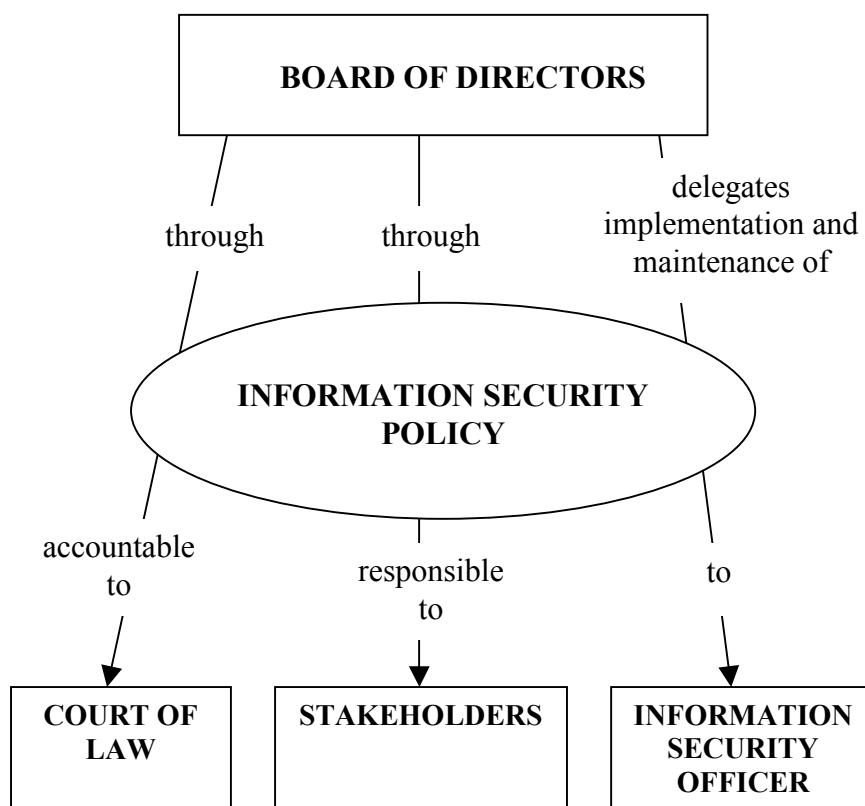 BOARD OF DIRECTORS
through
through
delegates
implementation and
maintenance of
INFORMATION SECURITY
POLICY
accountable
to
responsible
to
to
COURT OF
LAW
STAKEHOLDERS
INFORMATION
SECURITY
OFFICER